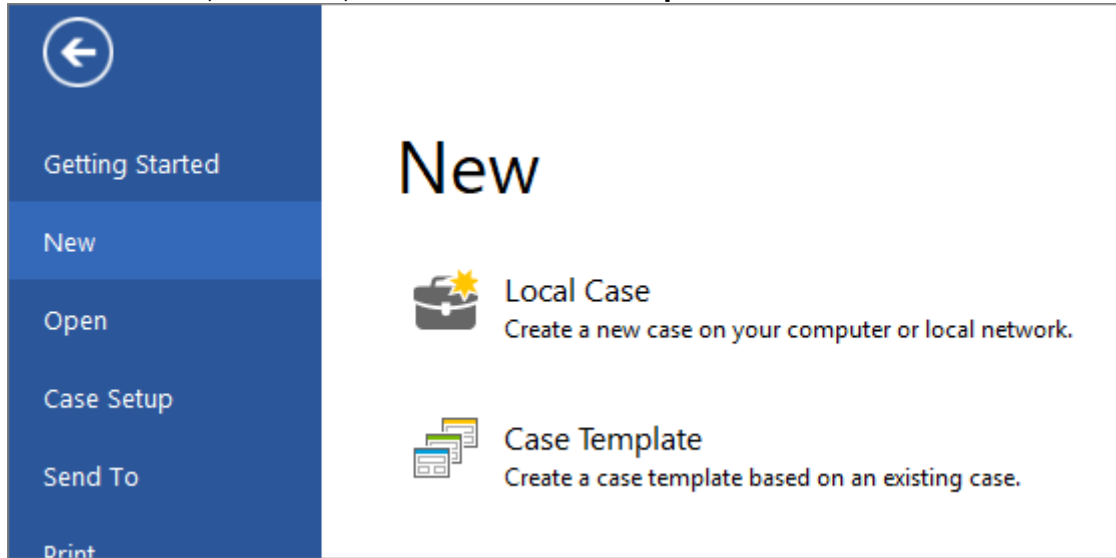 Getting Started
New
Open
Case Setup
Send To
Print
New
Local Case
Create a new case on your computer or local network.
Case Template
Create a case template based on an existing case.